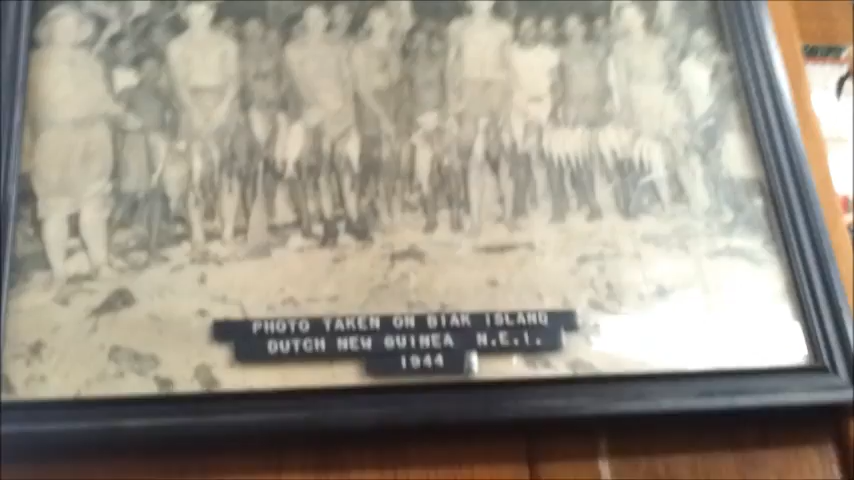 PHOTO TAKEN ON BIAK ISLAND
DUTCH NEW GUINEA N.E.I.
1944